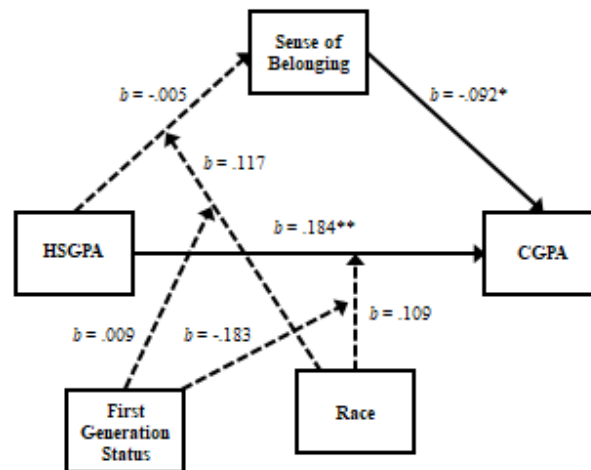 Sense of
Belonging
b = -.005
b = -.092*
b = .117
HSGPA
b = .184**
CGPA
b = .009
b = -.183
b = .109
First
Generation
Status
Race